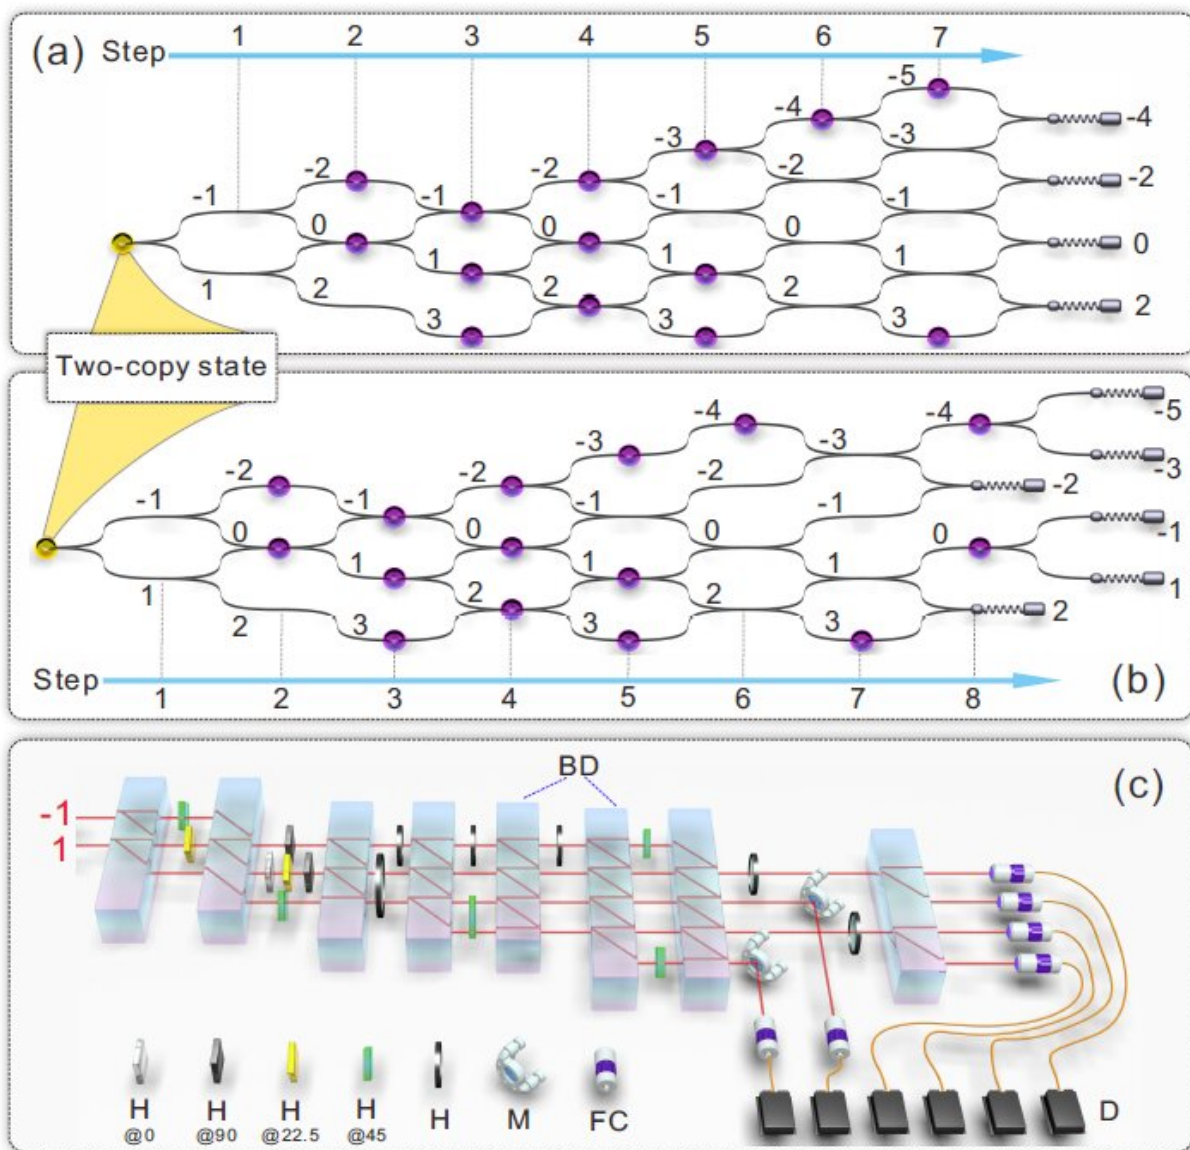 (a) Step 1 2 3 4 5 6 7
-5
-4 -4
-3 -3
-2 -2 -2 -2
-1 -1 -1 -1
0 0 0 0
1 1 1 1
2 2 2 2
3 3 3
Two-copy state
-4 -4 -5
-3 -3 -3
-2 -2 -2 -2
-1 -1 -1 -1 -1
0 0 0 0
1 1 1 1 1
2 2 2 2
3 3 3
Step 1 2 3 4 5 6 7 8 (b)
BD (c)
-1
1
H H H H H M FC D
@0 @90 @22.5 @45